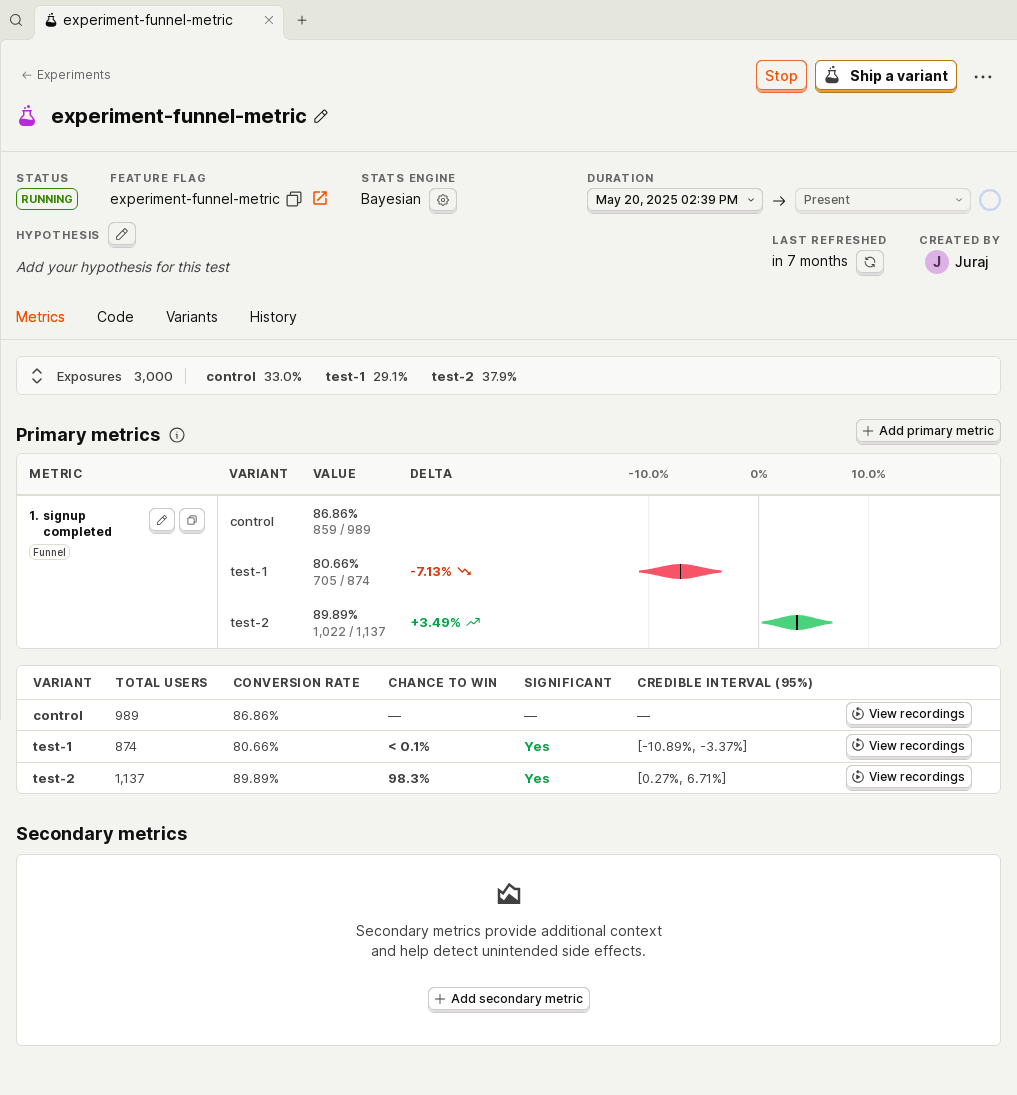 experiment-funnel-metric
← Experiments
Stop
Ship a variant
experiment-funnel-metric
STATUS
FEATURE FLAG
STATS ENGINE
DURATION
RUNNING
experiment-funnel-metric
Bayesian
May 20, 2025 02:39 PM
→
Present
HYPOTHESIS
Add your hypothesis for this test
LAST REFRESHED
CREATED BY
in 7 months
J Juraj
Metrics
Code
Variants
History
Exposures 3,000
control 33.0%
test-1 29.1%
test-2 37.9%
Primary metrics
+ Add primary metric
METRIC VARIANT VALUE DELTA -10.0% 0% 10.0%
1. signup
completed
Funnel
control
86.86%
859 / 989
test-1
80.66%
705 / 874
-7.13%
test-2
89.89%
1,022 / 1,137
+3.49%
VARIANT TOTAL USERS CONVERSION RATE CHANCE TO WIN SIGNIFICANT CREDIBLE INTERVAL (95%)
control 989 86.86% — — — View recordings
test-1 874 80.66% < 0.1% Yes [-10.89%, -3.37%] View recordings
test-2 1,137 89.89% 98.3% Yes [0.27%, 6.71%] View recordings
Secondary metrics
Secondary metrics provide additional context
and help detect unintended side effects.
+ Add secondary metric